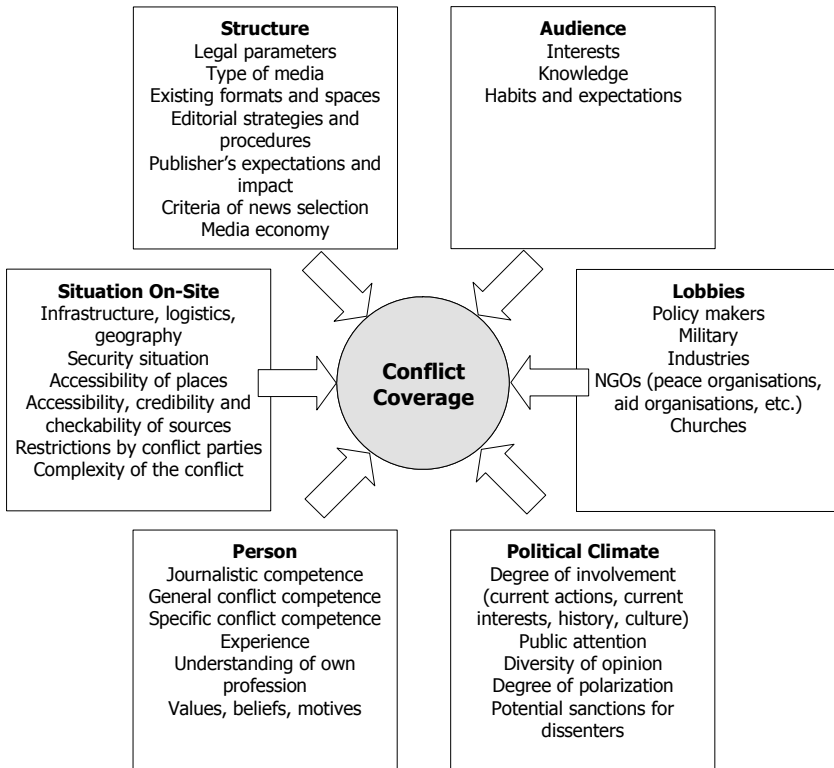 Structure
Legal parameters
Type of media
Existing formats and spaces
Editorial strategies and
procedures
Publisher's expectations and
impact
Criteria of news selection
Media economy
Audience
Interests
Knowledge
Habits and expectations
Situation On-Site
Infrastructure, logistics,
geography
Security situation
Accessibility of places
Accessibility, credibility and
checkability of sources
Restrictions by conflict parties
Complexity of the conflict
Conflict
Coverage
Lobbies
Policy makers
Military
Industries
NGOs (peace organisations,
aid organisations, etc.)
Churches
Person
Journalistic competence
General conflict competence
Specific conflict competence
Experience
Understanding of own
profession
Values, beliefs, motives
Political Climate
Degree of involvement
(current actions, current
interests, history, culture)
Public attention
Diversity of opinion
Degree of polarization
Potential sanctions for
dissenters